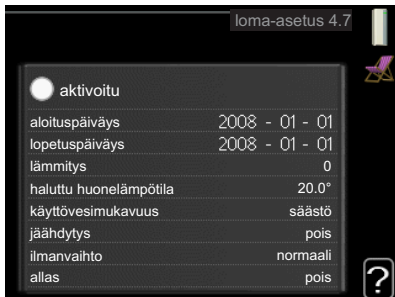 loma-asetus 4.7
aktivoitu
aloituspäiväys 2008 - 01 - 01
lopetuspäiväys 2008 - 01 - 01
lämmitys 0
haluttu huonelämpötila 20.0°
käyttövesimukavuus säästö
jäähdytys pois
ilmanvaihto normaali
allas pois
?